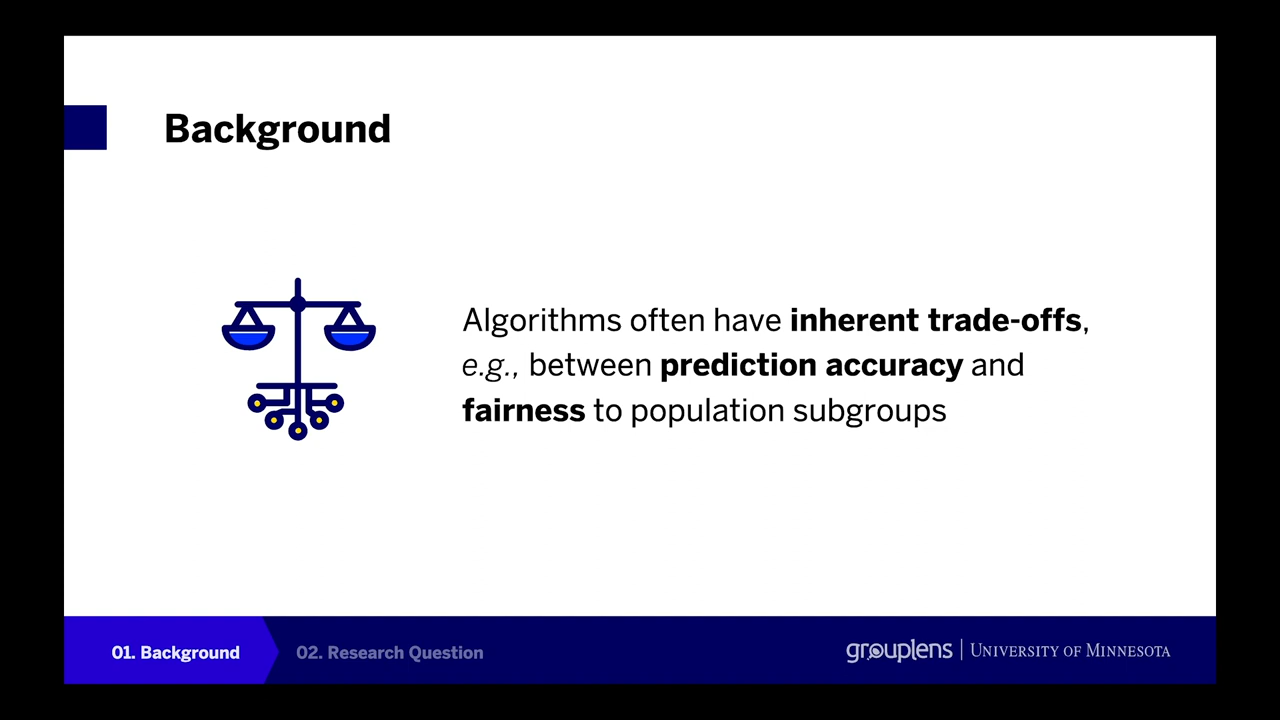 Background
Algorithms often have inherent trade-offs,
e.g., between prediction accuracy and
fairness to population subgroups
01. Background
02. Research Question
grouplens | University of Minnesota